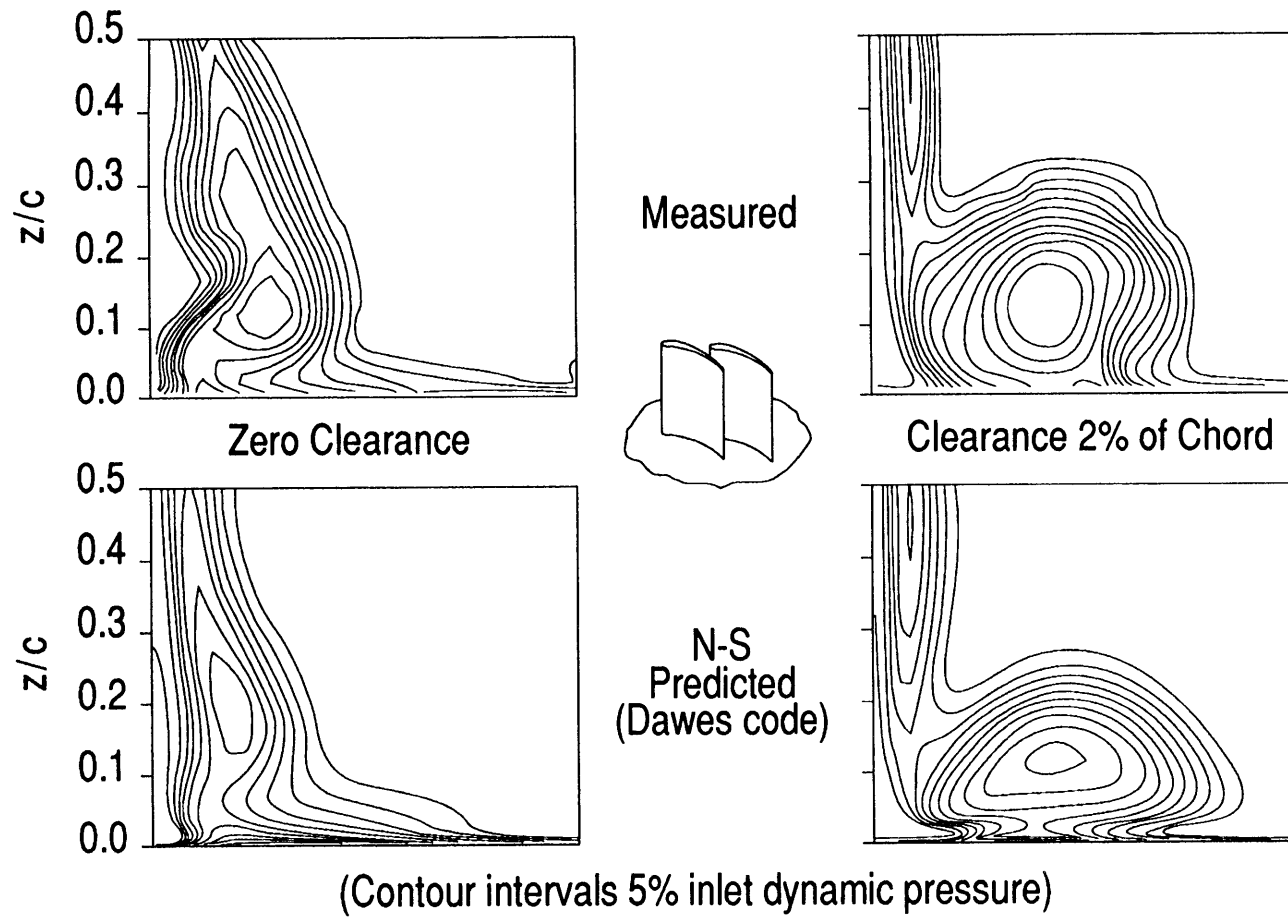 0.5
0.4
0.3
0.2
0.1
0.0
z/c
Measured
Zero Clearance
Clearance 2% of Chord
0.5
0.4
0.3
0.2
0.1
0.0
z/c
N-S
Predicted
(Dawes code)
(Contour intervals 5% inlet dynamic pressure)